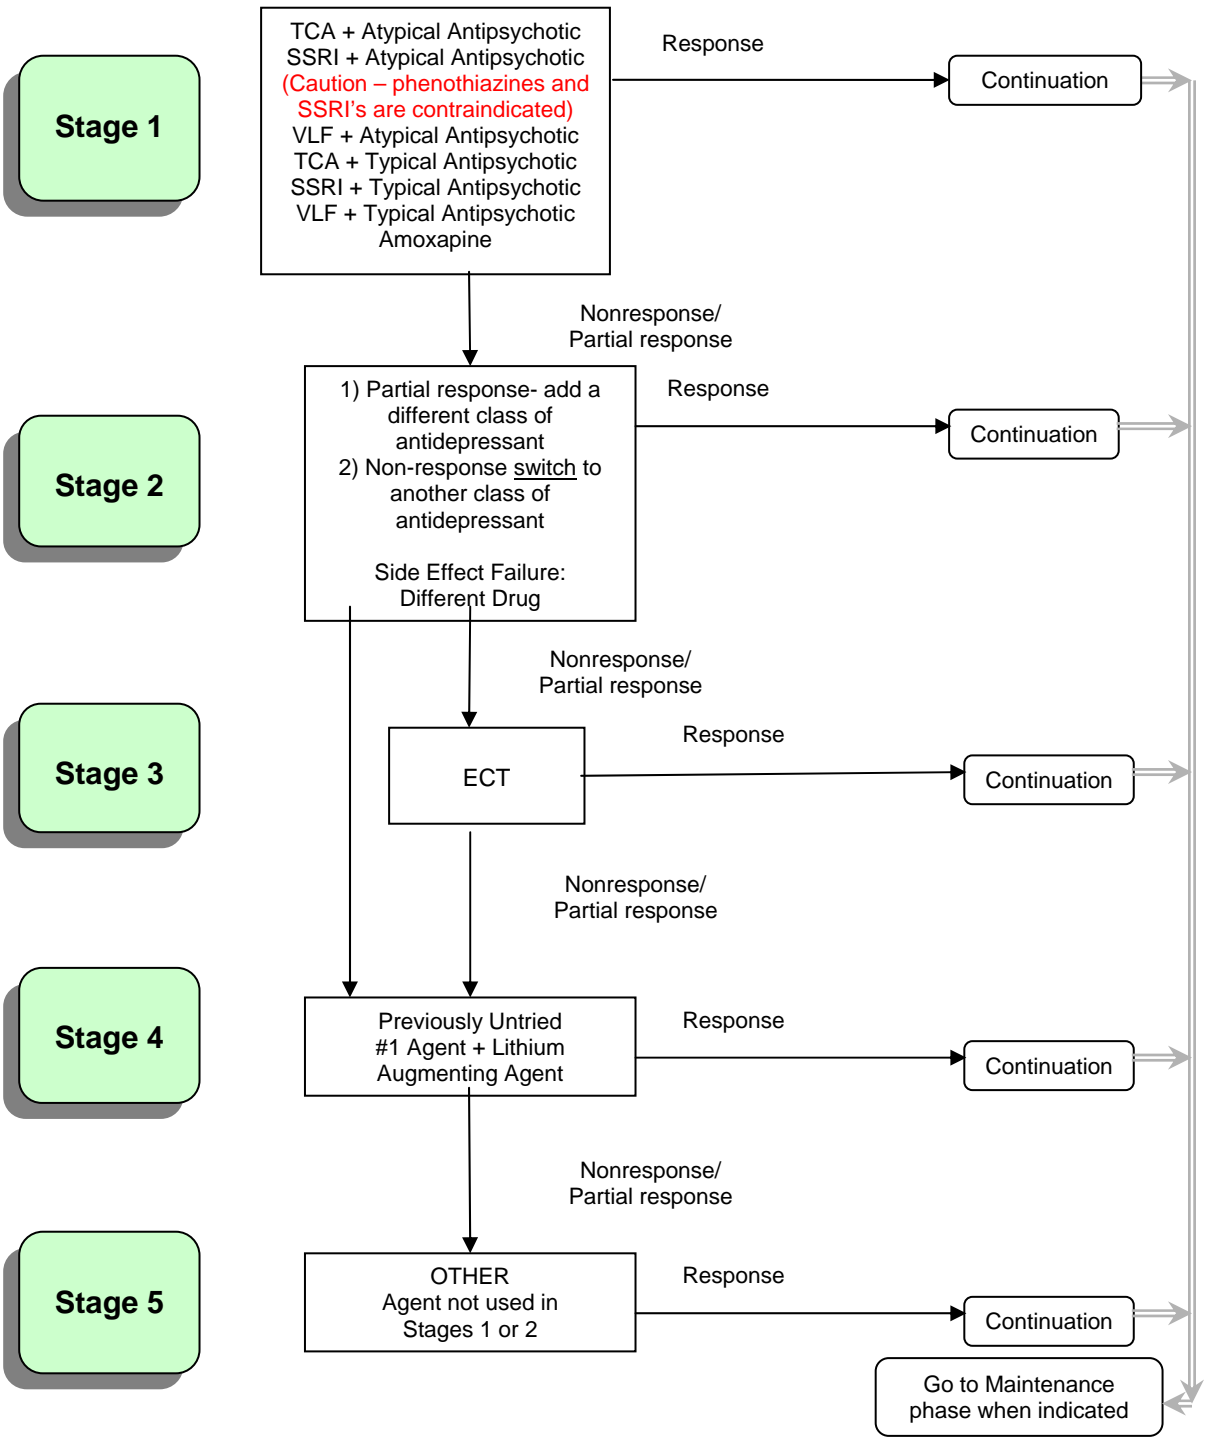 Stage 1
TCA + Atypical Antipsychotic
SSRI + Atypical Antipsychotic
(Caution – phenothiazines and
SSRI's are contraindicated)
VLF + Atypical Antipsychotic
TCA + Typical Antipsychotic
SSRI + Typical Antipsychotic
VLF + Typical Antipsychotic
Amoxapine
Response
Continuation
Nonresponse/
Partial response
Stage 2
1) Partial response- add a
different class of
antidepressant
2) Non-response switch to
another class of
antidepressant
Side Effect Failure:
Different Drug
Response
Continuation
Nonresponse/
Partial response
Stage 3
ECT
Response
Continuation
Nonresponse/
Partial response
Stage 4
Previously Untried
#1 Agent + Lithium
Augmenting Agent
Response
Continuation
Nonresponse/
Partial response
Stage 5
OTHER
Agent not used in
Stages 1 or 2
Response
Continuation
Go to Maintenance
phase when indicated